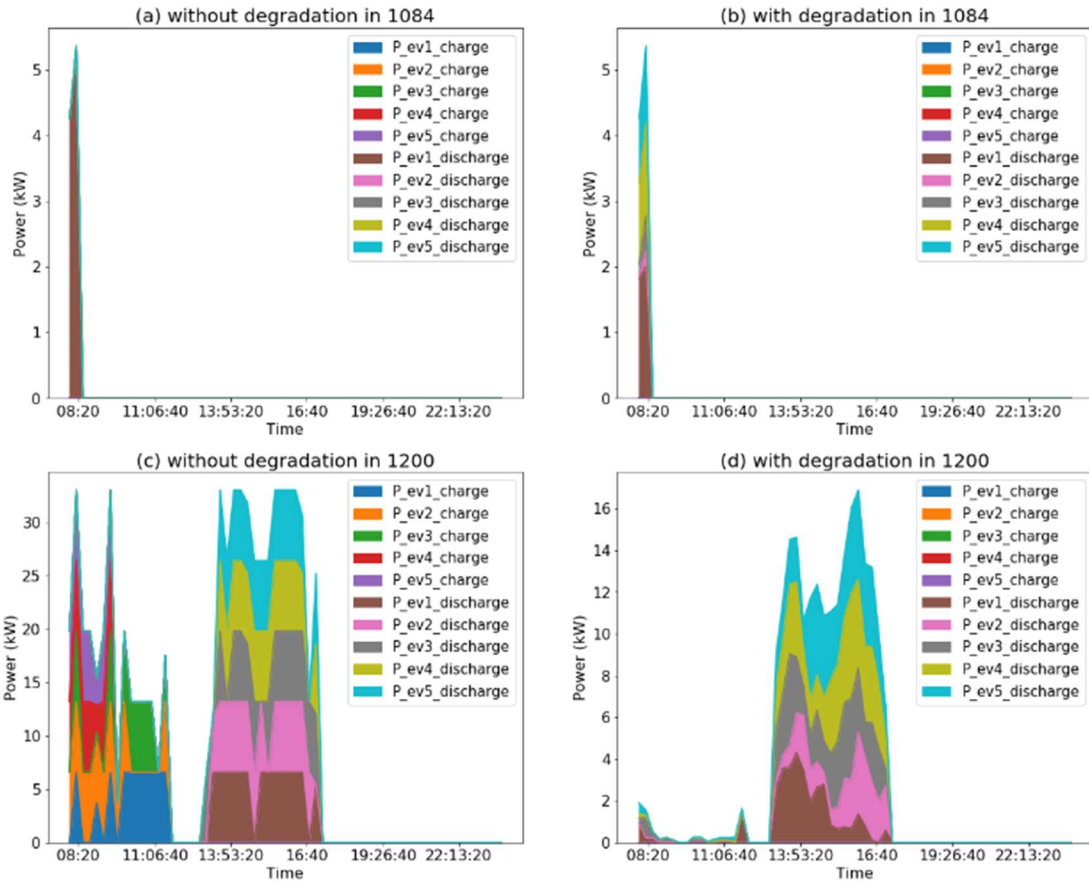 (a) without degradation in 1084
Power (kW)
5
4
3
2
1
0
P_ev1_charge
P_ev2_charge
P_ev3_charge
P_ev4_charge
P_ev5_charge
P_ev1_discharge
P_ev2_discharge
P_ev3_discharge
P_ev4_discharge
P_ev5_discharge
08:20 11:06:40 13:53:20 16:40 19:26:40 22:13:20
Time
(b) with degradation in 1084
Power (kW)
5
4
3
2
1
0
P_ev1_charge
P_ev2_charge
P_ev3_charge
P_ev4_charge
P_ev5_charge
P_ev1_discharge
P_ev2_discharge
P_ev3_discharge
P_ev4_discharge
P_ev5_discharge
08:20 11:06:40 13:53:20 16:40 19:26:40 22:13:20
Time
(c) without degradation in 1200
Power (kW)
30
25
20
15
10
5
0
P_ev1_charge
P_ev2_charge
P_ev3_charge
P_ev4_charge
P_ev5_charge
P_ev1_discharge
P_ev2_discharge
P_ev3_discharge
P_ev4_discharge
P_ev5_discharge
08:20 11:06:40 13:53:20 16:40 19:26:40 22:13:20
Time
(d) with degradation in 1200
Power (kW)
16
14
12
10
8
6
4
2
0
P_ev1_charge
P_ev2_charge
P_ev3_charge
P_ev4_charge
P_ev5_charge
P_ev1_discharge
P_ev2_discharge
P_ev3_discharge
P_ev4_discharge
P_ev5_discharge
08:20 11:06:40 13:53:20 16:40 19:26:40 22:13:20
Time